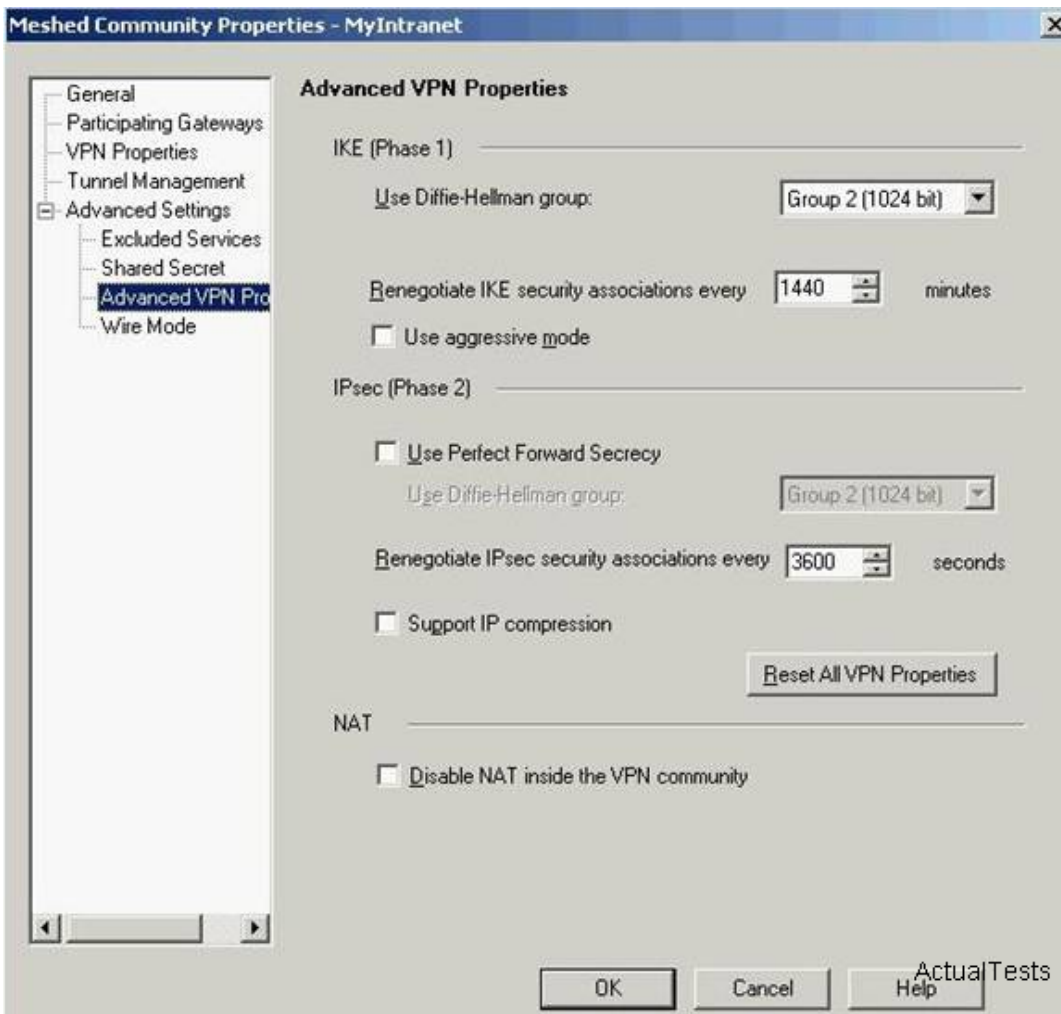 Meshed Community Properties - MyIntranet
General
Participating Gateways
VPN Properties
Tunnel Management
Advanced Settings
Excluded Services
Shared Secret
Advanced VPN Pro
Wire Mode
Advanced VPN Properties
IKE (Phase 1)
Use Diffie-Hellman group:
Group 2 (1024 bit)
Renegotiate IKE security associations every
1440
minutes
Use aggressive mode
IPsec (Phase 2)
Use Perfect Forward Secrecy
Use Diffie-Hellman group:
Group 2 (1024 bit)
Renegotiate IPsec security associations every
3600
seconds
Support IP compression
Reset All VPN Properties
NAT
Disable NAT inside the VPN community
OK
Cancel
Help
ActualTests